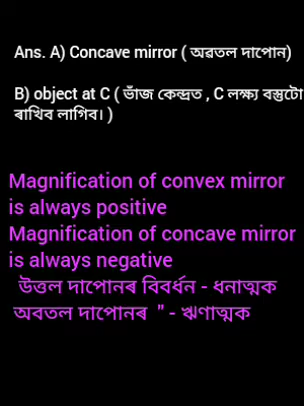 Ans. A) Concave mirror ( অৱতল দাপোন)
B) object at C ( ভাঁজ কেন্দ্ৰত , C লক্ষ্য বস্তুটো
ৰাখিব লাগিব। )
Magnification of convex mirror
is always positive
Magnification of concave mirror
is always negative
উত্তল দাপোনৰ বিবৰ্ধন - ধনাত্মক
অবতল দাপোনৰ " - ঋণাত্মক